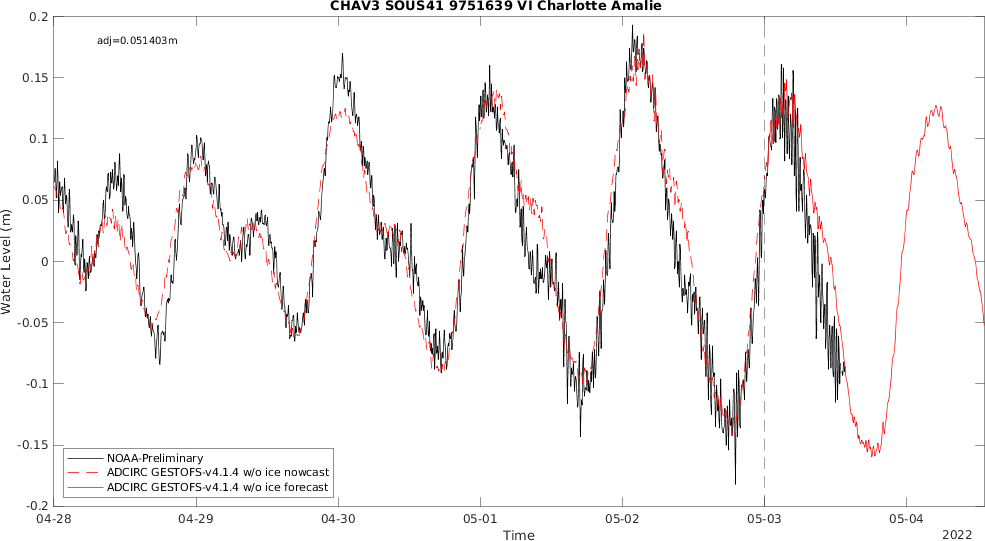 CHAV3 SOUS41 9751639 VI Charlotte Amalie
adj=0.051403m
0.2
0.15
0.1
0.05
0
-0.05
-0.1
-0.15
-0.2
Water Level (m)
NOAA-Preliminary
ADCIRC GESTOFS-v4.1.4 w/o ice nowcast
ADCIRC GESTOFS-v4.1.4 w/o ice forecast
04-28 04-29 04-30 05-01 05-02 05-03 05-04
Time
2022